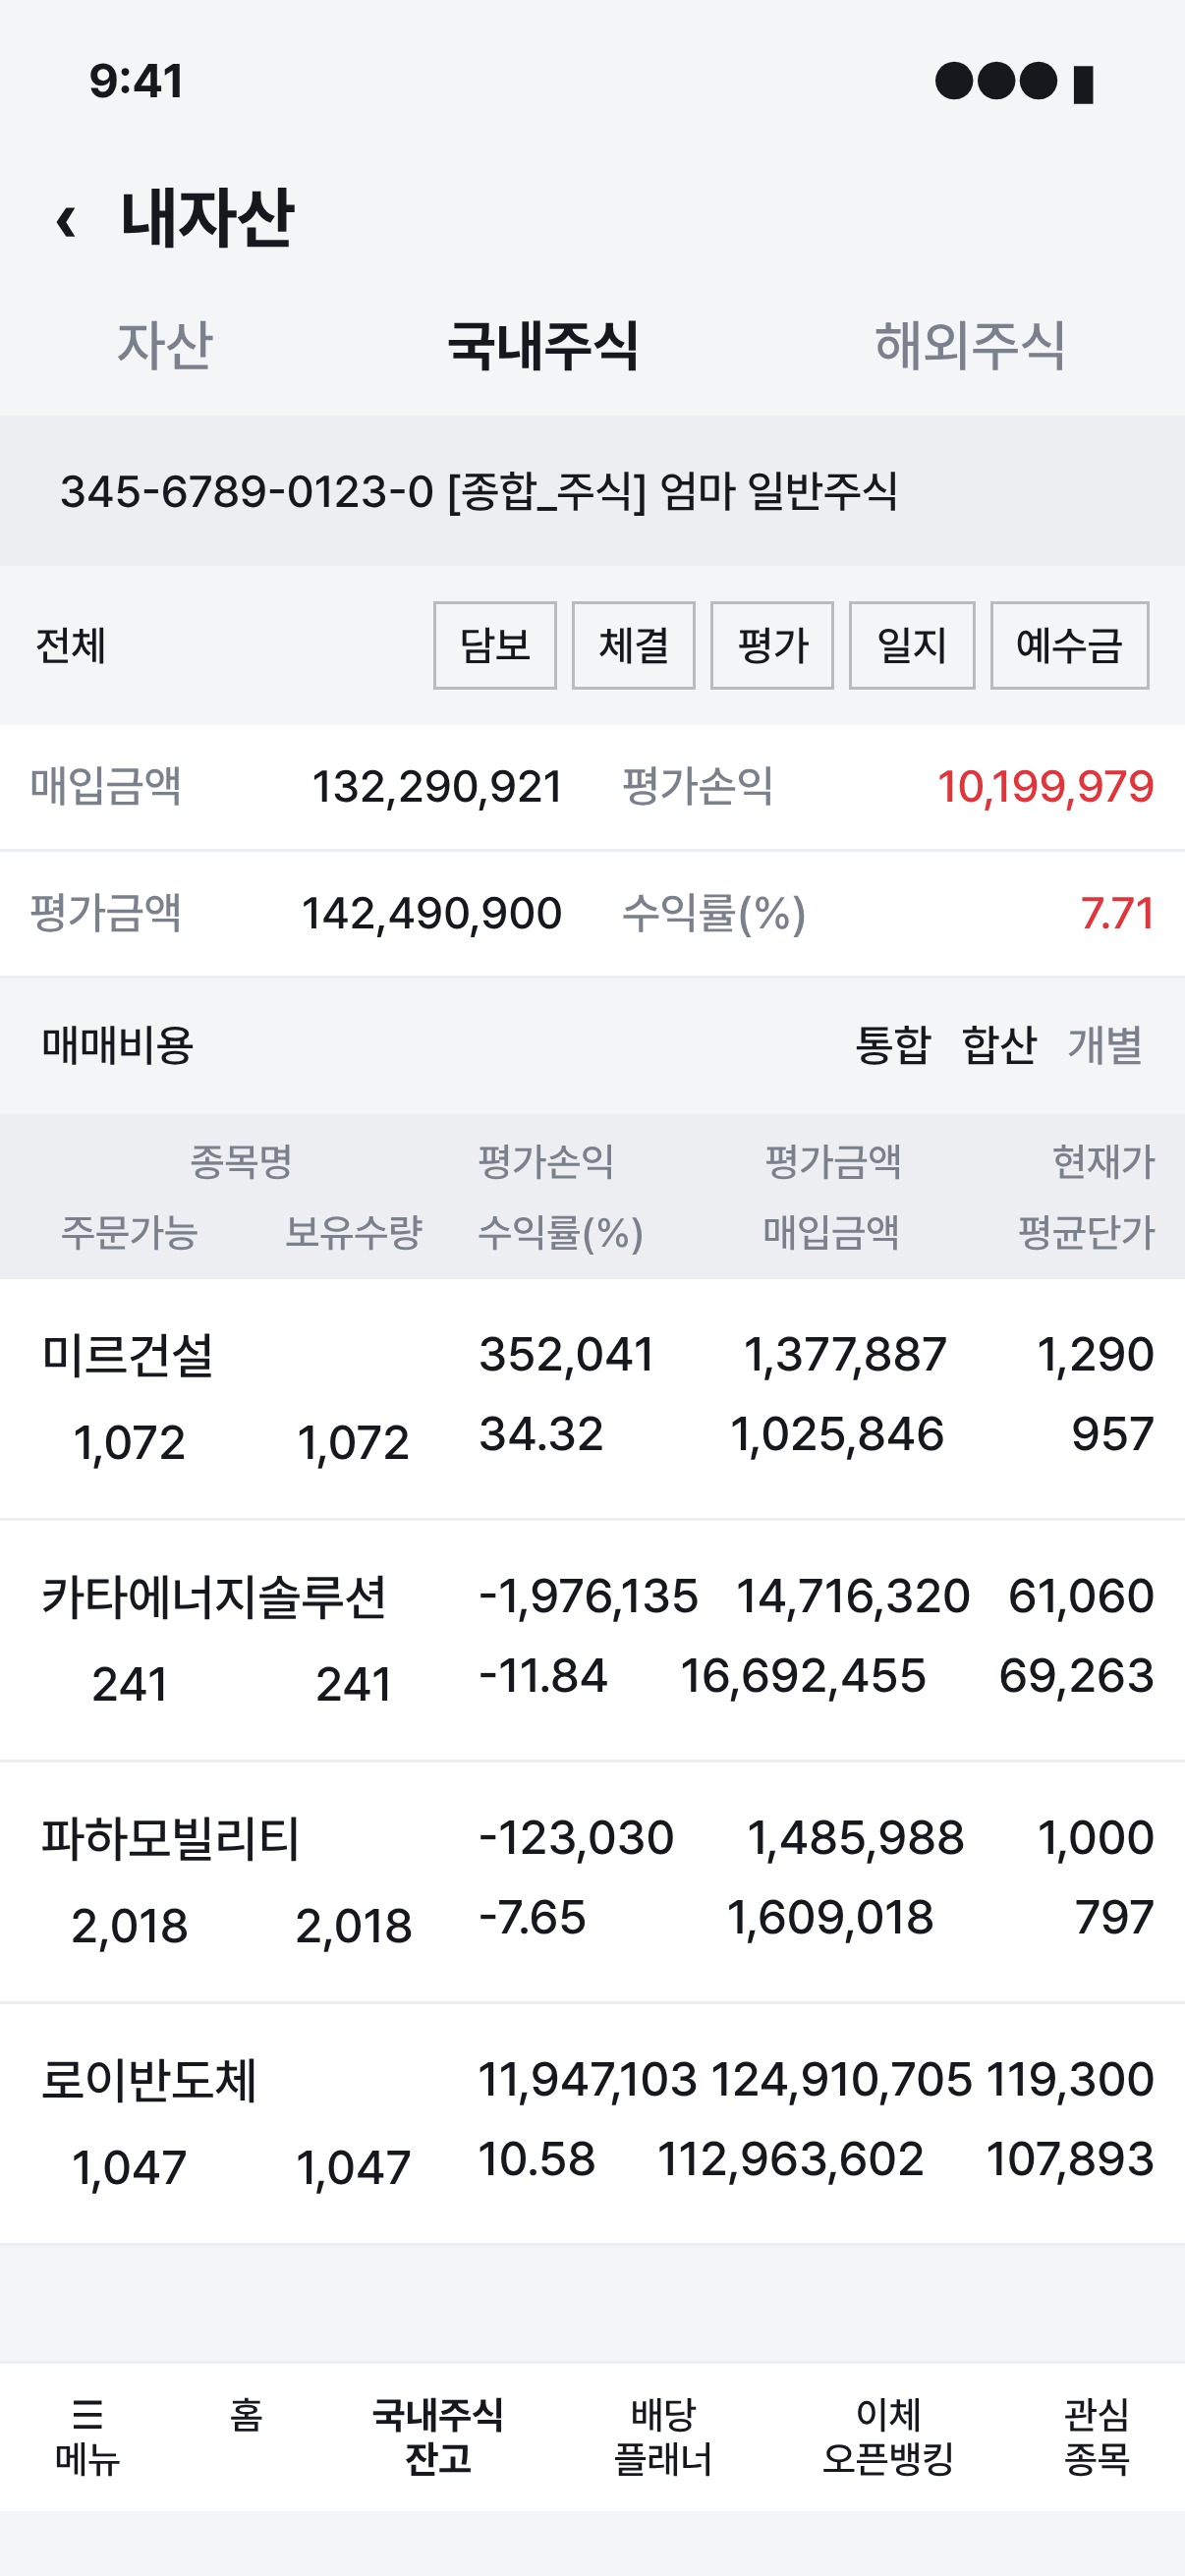 9:41
‹ 내자산
자산 국내주식 해외주식
345-6789-0123-0 [종합_주식] 엄마 일반주식
전체 담보 체결 평가 일지 예수금
매입금액 132,290,921 평가손익 10,199,979
평가금액 142,490,900 수익률(%) 7.71
매매비용 통합 합산 개별
종목명 평가손익 평가금액 현재가
주문가능 보유수량 수익률(%) 매입금액 평균단가
미르건설 352,041 1,377,887 1,290
1,072 1,072 34.32 1,025,846 957
카타에너지솔루션 -1,976,135 14,716,320 61,060
241 241 -11.84 16,692,455 69,263
파하모빌리티 -123,030 1,485,988 1,000
2,018 2,018 -7.65 1,609,018 797
로이반도체 11,947,103 124,910,705 119,300
1,047 1,047 10.58 112,963,602 107,893
☰ 홈 국내주식 배당 이체 관심
메뉴 잔고 플래너 오픈뱅킹 종목